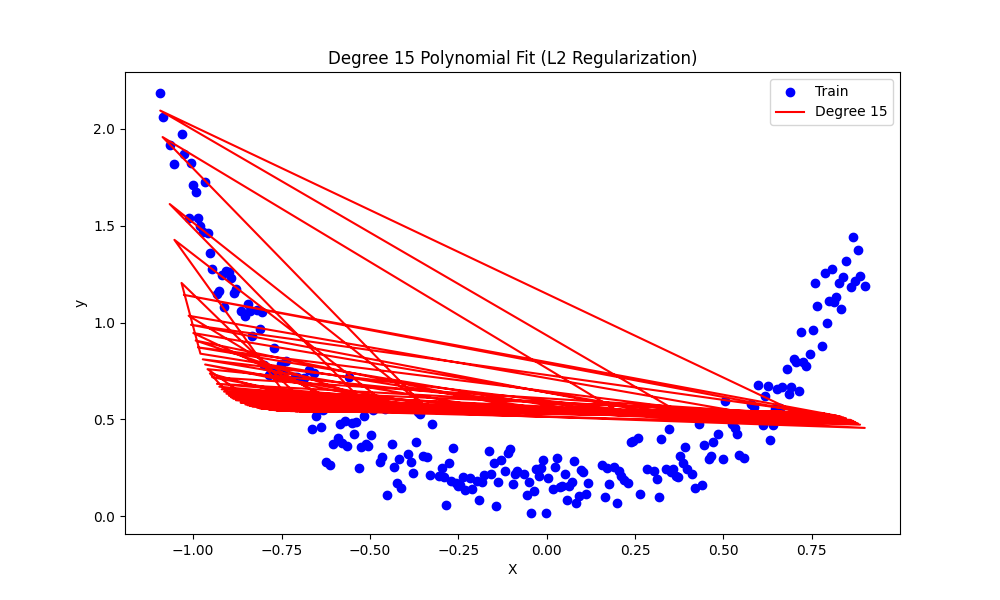 Degree 15 Polynomial Fit (L2 Regularization)
Train
Degree 15
2.0
1.5
1.0
0.5
0.0
y
−1.00 −0.75 −0.50 −0.25 0.00 0.25 0.50 0.75
X